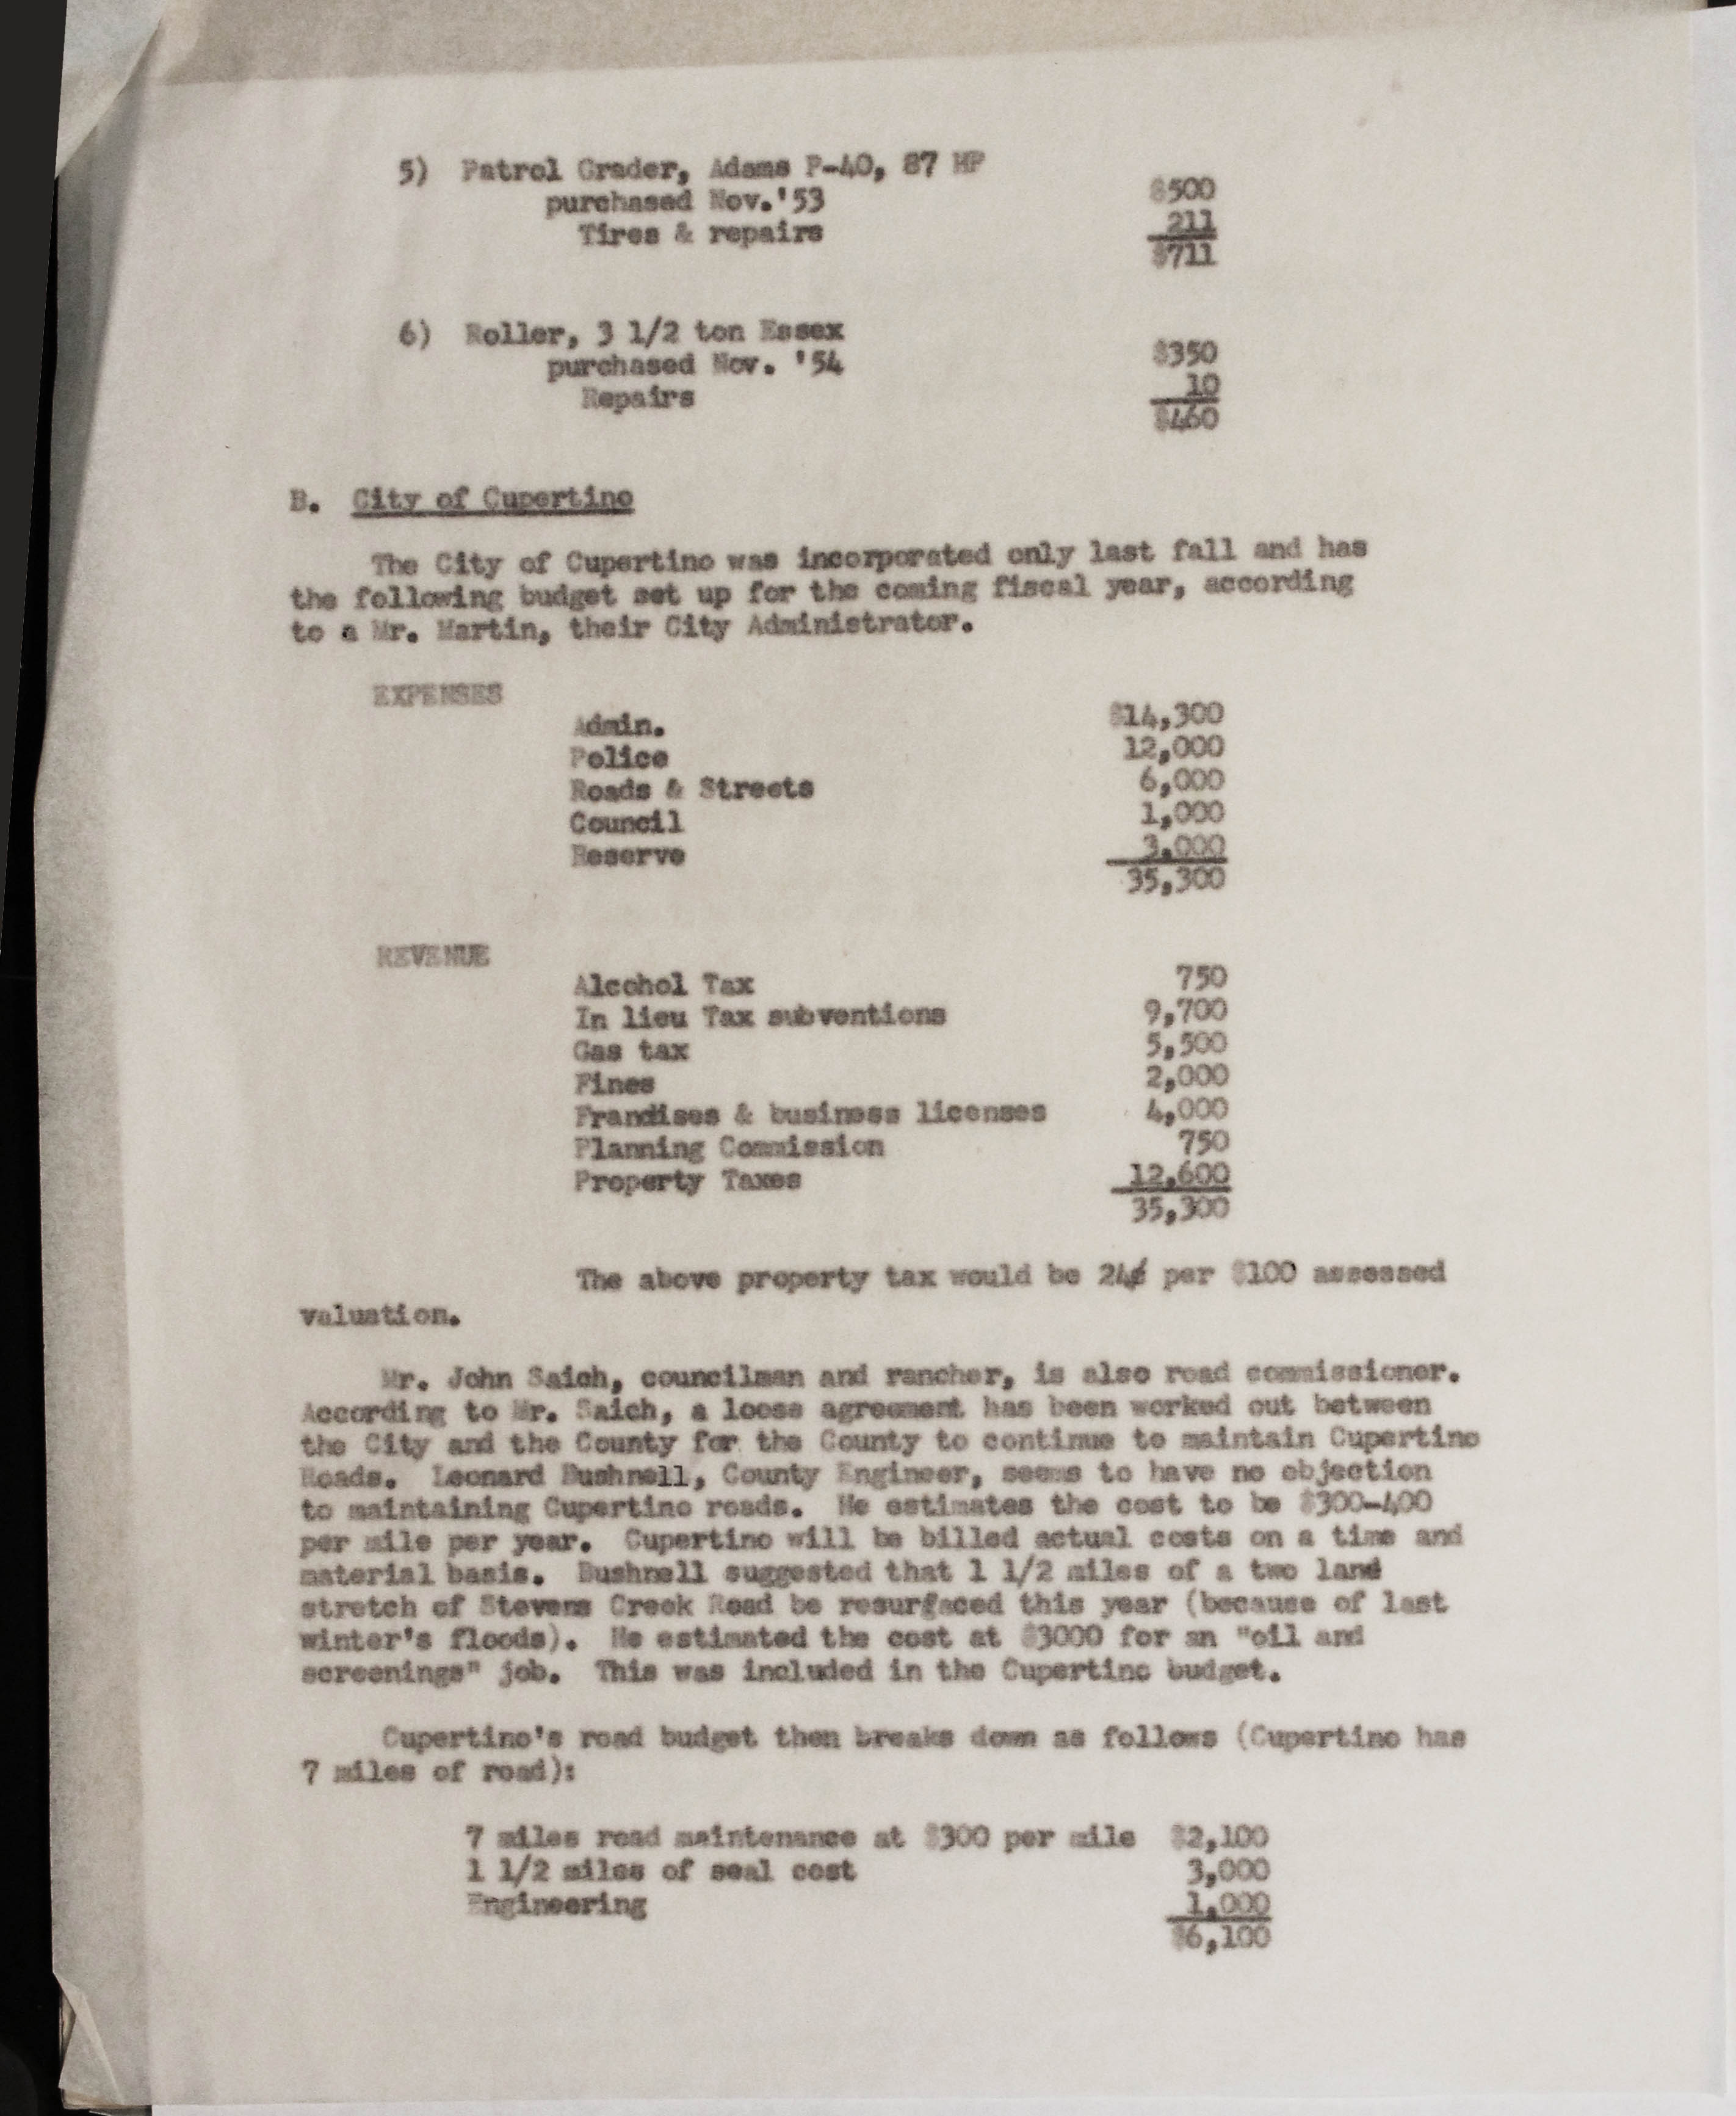 5) Patrol Grader, Adams P-40, 87 HP
purchased Nov.'53 $500
Tires & repairs 211
$711
6) Roller, 3 1/2 ton Essex
purchased Nov. '54 $350
Repairs 10
$460
B. City of Cupertino
The City of Cupertino was incorporated only last fall and has
the following budget set up for the coming fiscal year, according
to a Mr. Martin, their City Administrator.
EXPENSES
Admin. $14,300
Police 12,000
Roads & Streets 6,000
Council 1,000
Reserve 3,000
35,300
REVENUE
Alcohol Tax 750
In lieu Tax subventions 9,700
Gas tax 5,500
Fines 2,000
Frandises & business licenses 4,000
Planning Commission 750
Property Taxes 12,600
35,300
The above property tax would be 24¢ per $100 assessed
valuation.
Mr. John Saich, councilman and rancher, is also road commissioner.
According to Mr. Saich, a loose agreement has been worked out between
the City and the County for the County to continue to maintain Cupertino
Roads. Leonard Bushnell, County Engineer, seems to have no objection
to maintaining Cupertino roads. He estimates the cost to be $300-400
per mile per year. Cupertino will be billed actual costs on a time and
material basis. Bushnell suggested that 1 1/2 miles of a two land
stretch of Stevens Creek Road be resurfaced this year (because of last
winter's floods). He estimated the cost at $3000 for an "oil and
screenings" job. This was included in the Cupertino budget.
Cupertino's road budget then breaks down as follows (Cupertino has
7 miles of road):
7 miles road maintenance at $300 per mile $2,100
1 1/2 miles of seal cost 3,000
Engineering 1,000
$6,100